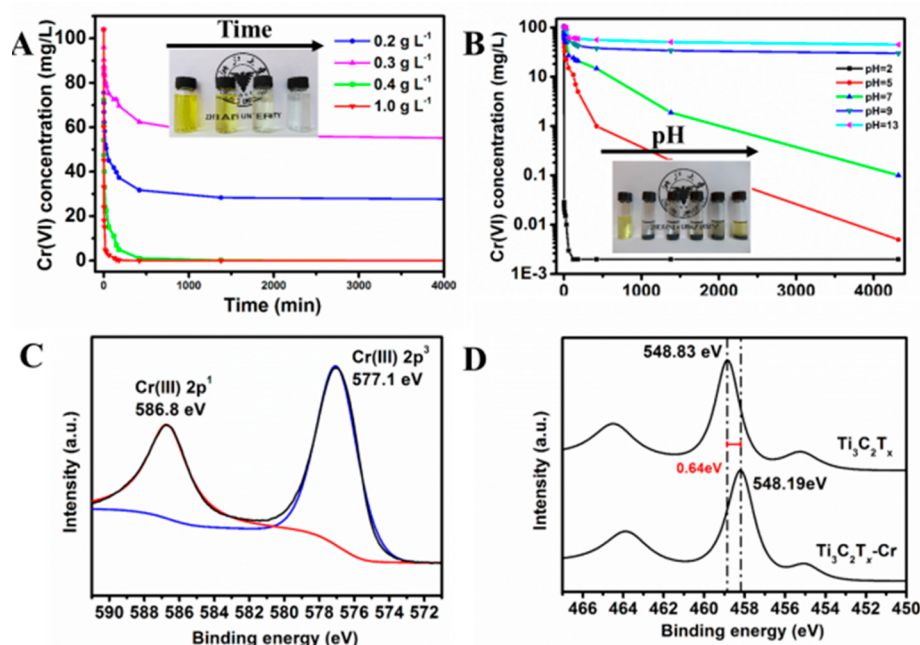 A
Cr(VI) concentration (mg/L)
100
80
60
40
20
0
0
1000
2000
3000
4000
Time (min)
Time
0.2 g L⁻¹
0.3 g L⁻¹
0.4 g L⁻¹
1.0 g L⁻¹
B
Cr(VI) concentration (mg/L)
100
10
1
0.1
0.01
1E-3
0
1000
2000
3000
4000
Time (min)
pH
pH=2
pH=5
pH=7
pH=9
pH=13
C
Intensity (a.u.)
Cr(III) 2p¹
586.8 eV
Cr(III) 2p³
577.1 eV
590
588
586
584
582
580
578
576
574
572
Binding energy (eV)
D
Intensity (a.u.)
548.83 eV
0.64eV
548.19eV
Ti₃C₂Tₓ
Ti₃C₂Tₓ-Cr
466
464
462
460
458
456
454
452
450
Binding energy (eV)